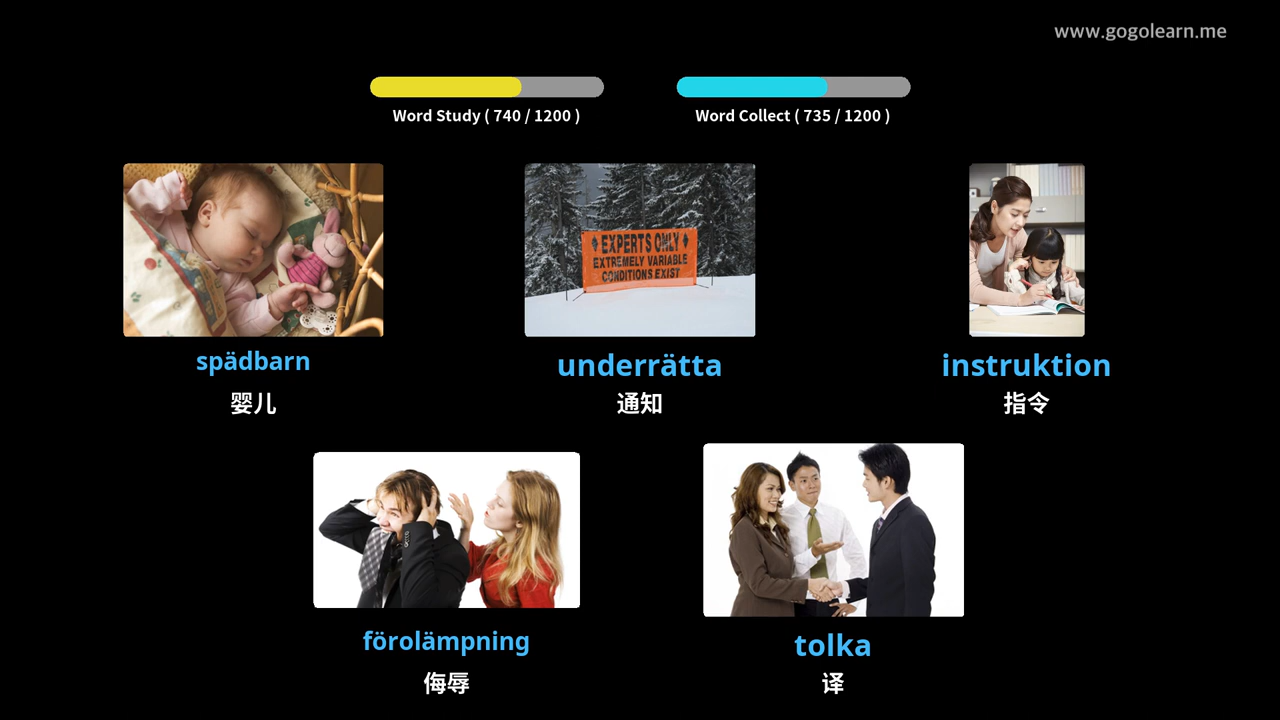 www.gogolearn.me
Word Study ( 740 / 1200 )
Word Collect ( 735 / 1200 )
EXPERTS ONLY
EXTREMELY VARIABLE
CONDITIONS EXIST
spädbarn
underrätta
instruktion
婴儿
通知
指令
förolämpning
tolka
侮辱
译